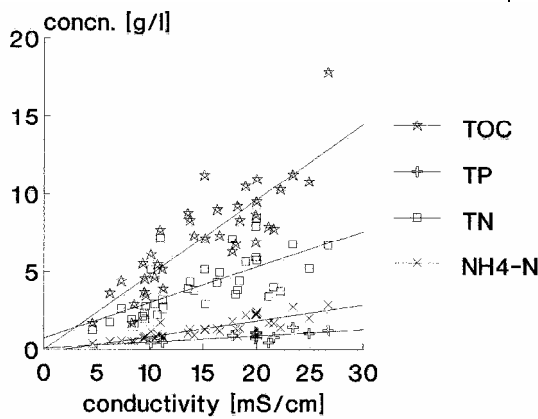 concn. [g/l]
20
15
10
5
0
0 5 10 15 20 25 30
conductivity [mS/cm]
TOC
TP
TN
NH4-N